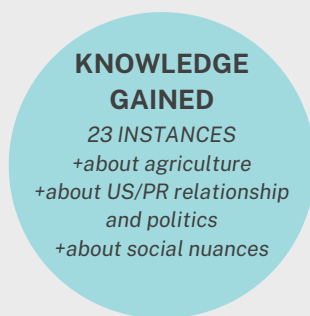 KNOWLEDGE
GAINED
23 INSTANCES
+about agriculture
+about US/PR relationship
and politics
+about social nuances